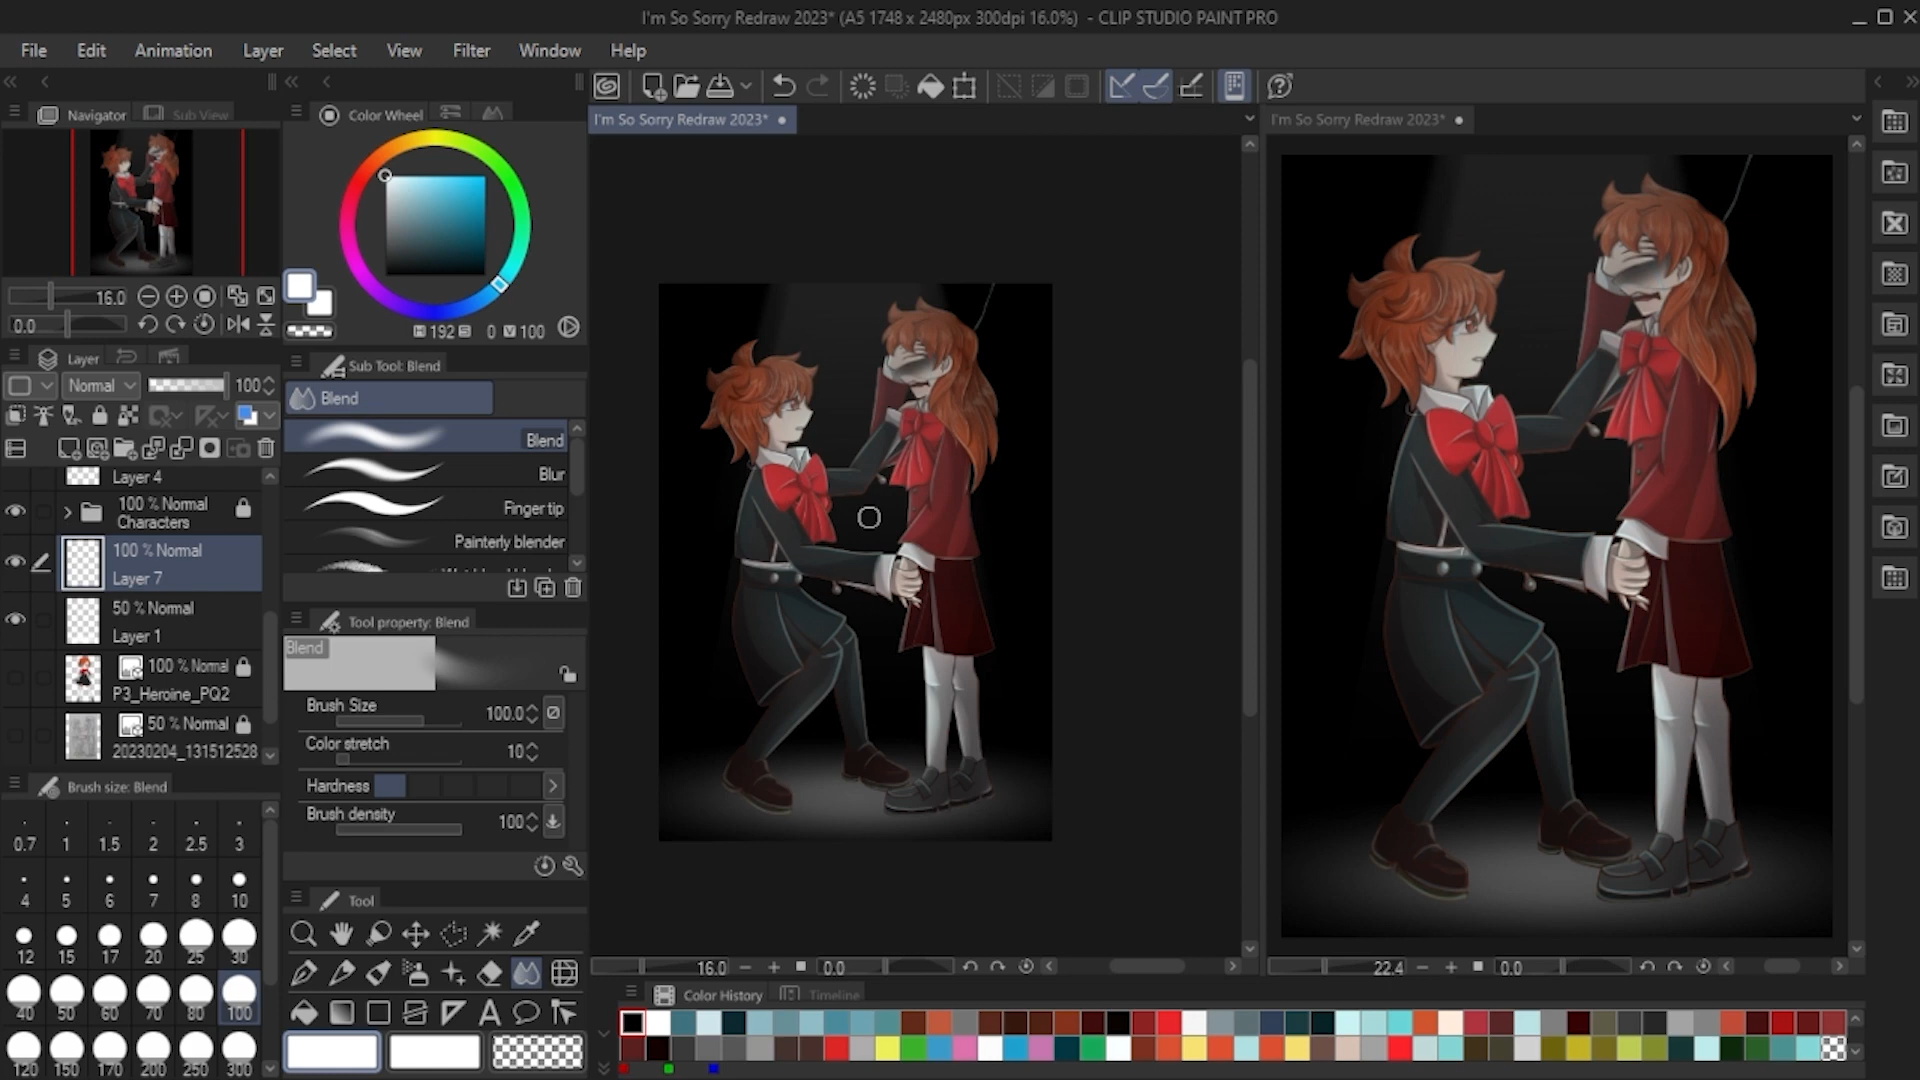 I'm So Sorry Redraw 2023* (A5 1748 x 2480px 300dpi 16.0%) - CLIP STUDIO PAINT PRO
File Edit Animation Layer Select View Filter Window Help
Navigator Sub View
Color Wheel
I'm So Sorry Redraw 2023*
I'm So Sorry Redraw 2023*
16.0
0.0
H 192 S 0 V 100
Layer
Normal 100
Layer 4
100 % Normal
Characters
100 % Normal
Layer 7
50 % Normal
Layer 1
100 % Normal
P3_Heroine_PQ2
50 % Normal
20230204_131512528
Sub Tool: Blend
Blend
Blend
Blur
Finger tip
Painterly blender
Tool property: Blend
Blend
Brush Size 100.0
Color stretch 10
Hardness
Brush density 100
Brush size: Blend
0.7 1 1.5 2 2.5 3
4 5 6 7 8 10
12 15 17 20 25 30
40 50 60 70 80 100
120 150 170 200 250 300
Tool
16.0 0.0
22.4 0.0
Color History Timeline